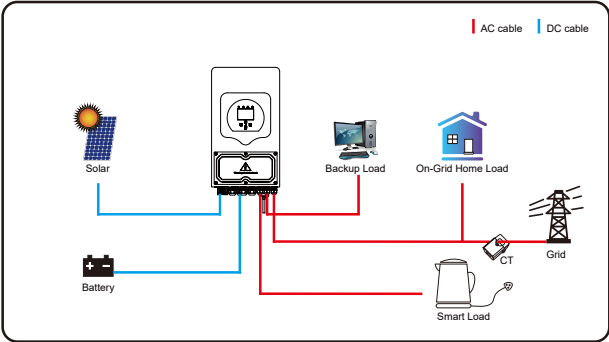 AC cable
DC cable
Solar
Backup Load
On-Grid Home Load
Grid
CT
Battery
Smart Load